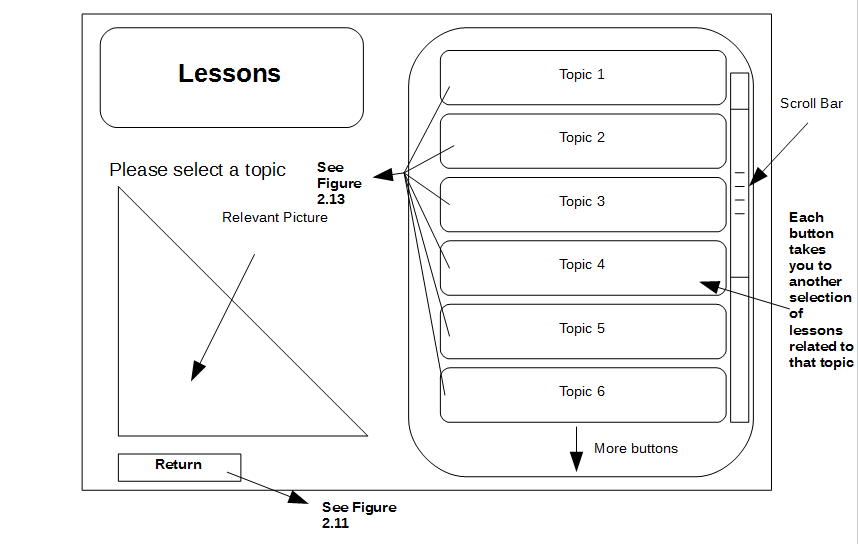 Lessons
Please select a topic
See
Figure
2.13
Relevant Picture
Return
See Figure
2.11
Topic 1
Topic 2
Topic 3
Topic 4
Topic 5
Topic 6
More buttons
Scroll Bar
Each
button
takes
you to
another
selection
of
lessons
related to
that topic